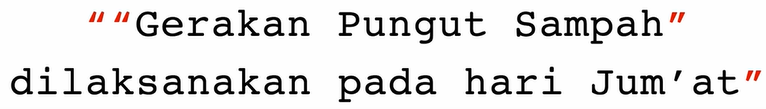 ““Gerakan Pungut Sampah”
dilaksanakan pada hari Jum’at”